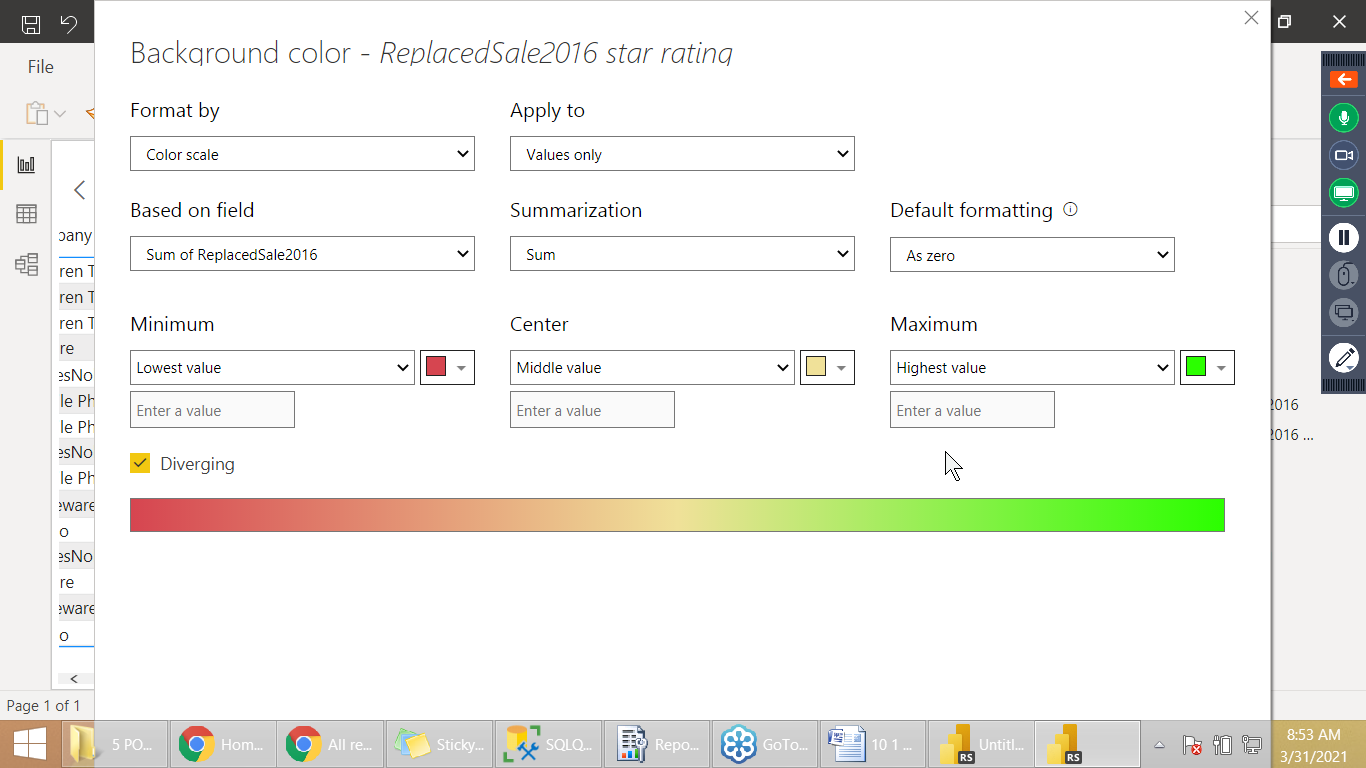 Background color - ReplacedSale2016 star rating
File
Format by
Apply to
Color scale
Values only
Based on field
Summarization
Default formatting
Sum of ReplacedSale2016
Sum
As zero
Minimum
Center
Maximum
Lowest value
Middle value
Highest value
Enter a value
Enter a value
Enter a value
Diverging
pany
ren T
ren T
ren T
re
esNo
le Ph
le Ph
esNo
le Ph
eware
o
esNo
re
eware
o
2016
2016 ...
Page 1 of 1
5 PO...
Hom...
All re...
Sticky...
SQLQ...
Repo...
GoTo...
10 1 ...
Untitl...
RS
RS
8:53 AM
3/31/2021